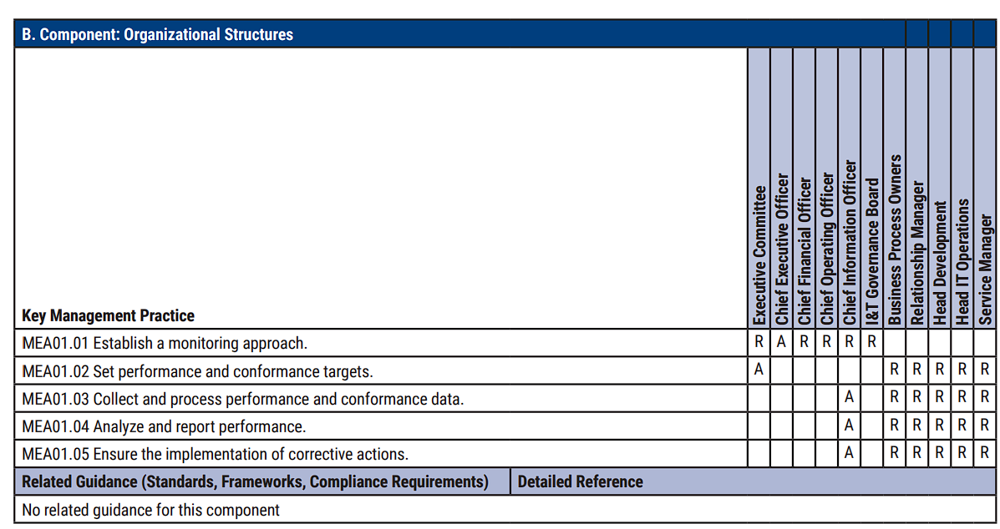 B. Component: Organizational Structures
Executive Committee
Chief Executive Officer
Chief Financial Officer
Chief Operating Officer
Chief Information Officer
I&T Governance Board
Business Process Owners
Relationship Manager
Head Development
Head IT Operations
Service Manager
Key Management Practice
MEA01.01 Establish a monitoring approach. R A R R R R
MEA01.02 Set performance and conformance targets. A R R R R R
MEA01.03 Collect and process performance and conformance data. A R R R R R
MEA01.04 Analyze and report performance. A R R R R R
MEA01.05 Ensure the implementation of corrective actions. A R R R R R
Related Guidance (Standards, Frameworks, Compliance Requirements) Detailed Reference
No related guidance for this component